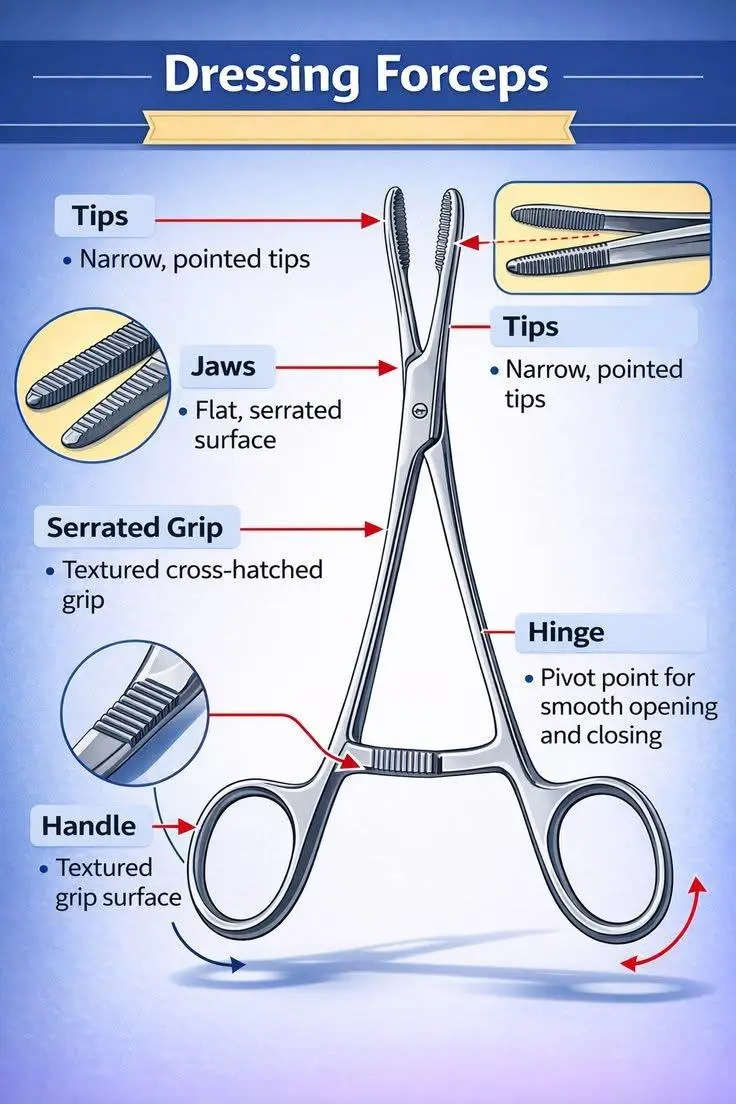 Dressing Forceps
Tips
• Narrow, pointed tips
Jaws
• Flat, serrated
surface
Tips
• Narrow, pointed
tips
Serrated Grip
• Textured cross-hatched
grip
Hinge
• Pivot point for
smooth opening
and closing
Handle
• Textured
grip surface